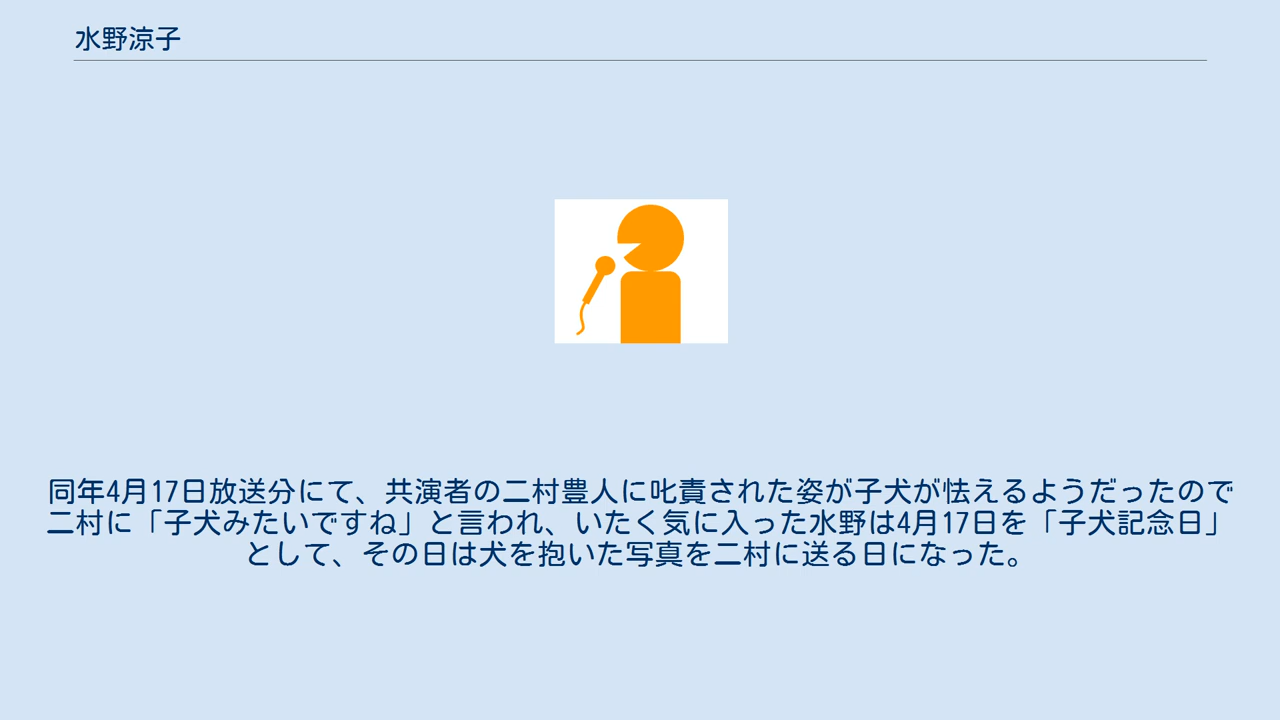 水野涼子
同年4月17日放送分にて、共演者の二村豊人に叱責された姿が子犬が怯えるようだったので
二村に「子犬みたいですね」と言われ、いたく気に入った水野は4月17日を「子犬記念日」
として、その日は犬を抱いた写真を二村に送る日になった。